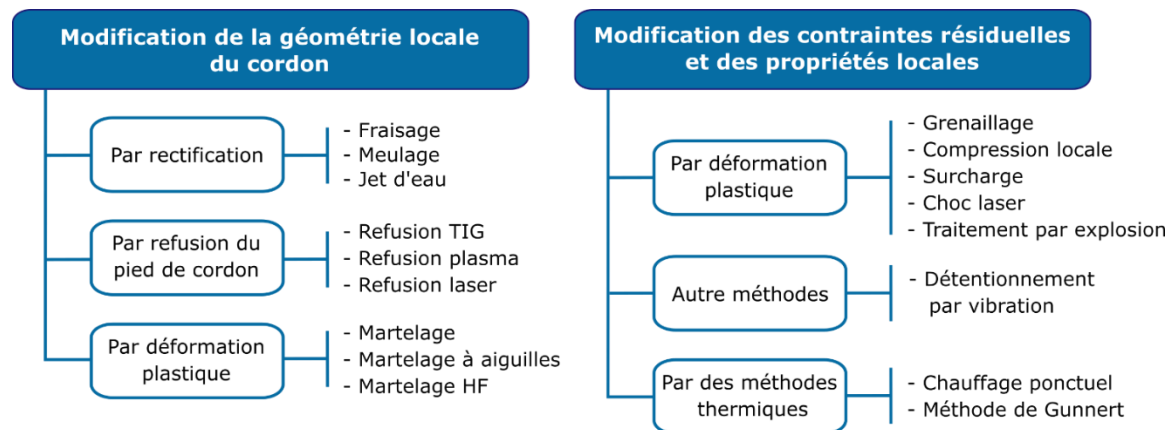 Modification de la géométrie locale
du cordon
Par rectification
- Fraisage
- Meulage
- Jet d'eau
Par refusion du
pied de cordon
- Refusion TIG
- Refusion plasma
- Refusion laser
Par déformation
plastique
- Martelage
- Martelage à aiguilles
- Martelage HF
Modification des contraintes résiduelles
et des propriétés locales
Par déformation
plastique
- Grenaillage
- Compression locale
- Surcharge
- Choc laser
- Traitement par explosion
Autre méthodes
- Détentionnement
par vibration
Par des méthodes
thermiques
- Chauffage ponctuel
- Méthode de Gunnert